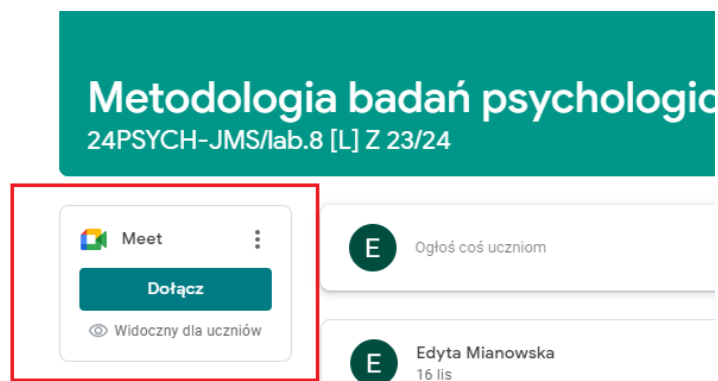 Metodologia badań psychologic
24PSYCH-JMS/lab.8 [L] Z 23/24
Meet
Dołącz
Widoczny dla uczniów
E
Ogłoś coś uczniom
E
Edyta Mianowska
16 lis